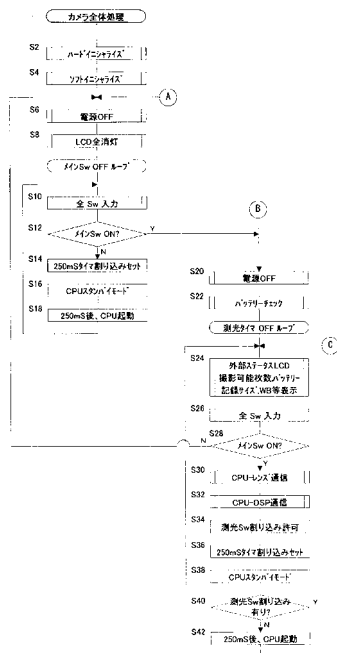 カメラ全体処理
S2
ハードイニシャライズ
S4
ソフトイニシャライズ
A
S6
電源OFF
S8
LCD全消灯
メインSw OFF ループ
S10
全 Sw 入力
B
S12
メインSw ON?
Y
N
S14
250mSタイマ割り込みセット
S16
CPUスタンバイモード
S18
250mS後、CPU起動
S20
電源OFF
S22
バッテリーチェック
測光タイマ OFF ループ
C
S24
外部ステータスLCD
撮影可能枚数,バッテリー
記録サイズ,WB等表示
S26
全 Sw 入力
S28
N
メインSw ON?
Y
S30
CPU-レンズ通信
S32
CPU-DSP通信
S34
測光Sw割り込み許可
S36
250mSタイマ割り込みセット
S38
CPUスタンバイモード
S40
測光Sw割り込み
有り?
Y
N
S42
250mS後、CPU起動